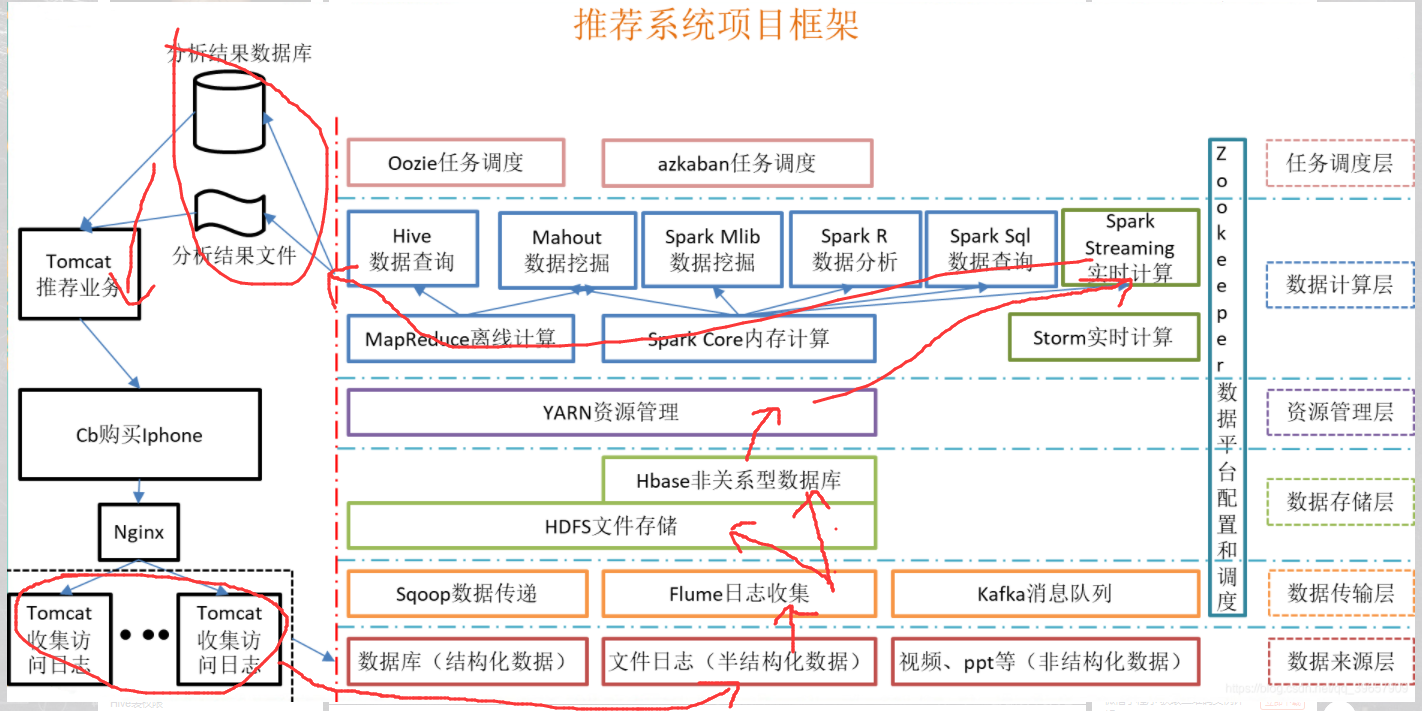 推荐系统项目框架
分析结果数据库
分析结果文件
Tomcat
推荐业务
Cb购买Iphone
Nginx
Tomcat
收集访
问日志
Tomcat
收集访
问日志
Oozie任务调度
azkaban任务调度
任务调度层
Hive
数据查询
Mahout
数据挖掘
Spark Mlib
数据挖掘
Spark R
数据分析
Spark Sql
数据查询
Spark
Streaming
实时计算
数据计算层
MapReduce离线计算
Spark Core内存计算
Storm实时计算
YARN资源管理
资源管理层
Hbase非关系型数据库
HDFS文件存储
数据存储层
Sqoop数据传递
Flume日志收集
Kafka消息队列
数据传输层
数据库（结构化数据）
文件日志（半结构化数据）
视频、ppt等（非结构化数据）
数据来源层
Zookeeper数据平台配置和调度